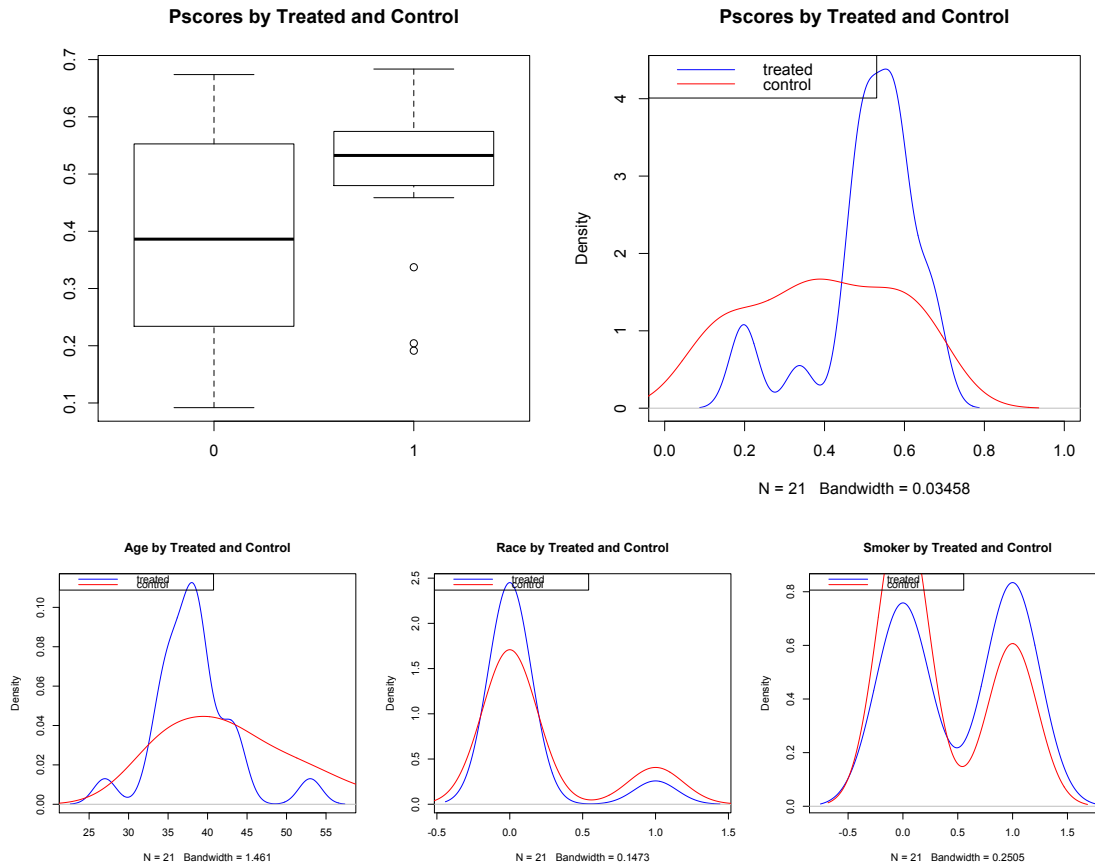 Pscores by Treated and Control
0.7
0.6
0.5
0.4
0.3
0.2
0.1
0 1
Pscores by Treated and Control
treated
control
Density
4
3
2
1
0
0.0 0.2 0.4 0.6 0.8 1.0
N = 21 Bandwidth = 0.03458
Age by Treated and Control
treated
control
Density
0.10
0.08
0.06
0.04
0.02
0.00
25 30 35 40 45 50 55
N = 21 Bandwidth = 1.461
Race by Treated and Control
treated
control
Density
2.5
2.0
1.5
1.0
0.5
0.0
-0.5 0.0 0.5 1.0 1.5
N = 21 Bandwidth = 0.1473
Smoker by Treated and Control
treated
control
Density
0.8
0.6
0.4
0.2
0.0
-0.5 0.0 0.5 1.0 1.5
N = 21 Bandwidth = 0.2505